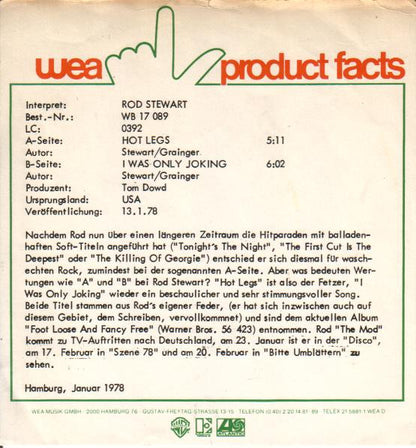 wea product facts
Interpret: ROD STEWART
Best.-Nr.: WB 17 089
LC: 0392
A-Seite: HOT LEGS 5:11
Autor: Stewart/Grainger
B-Seite: I WAS ONLY JOKING 6:02
Autor: Stewart/Grainger
Produzent: Tom Dowd
Ursprungsland: USA
Veröffentlichung: 13.1.78
Nachdem Rod nun über einen längeren Zeitraum die Hitparaden mit balladen-
haften Soft-Titeln angeführt hat ("Tonight's The Night", "The First Cut Is The
Deepest" oder "The Killing Of Georgie") entschied er sich diesmal für wasch-
echten Rock, zumindest bei der sogenannten A-Seite. Aber was bedeuten Wer-
tungen wie "A" und "B" bei Rod Stewart? "Hot Legs" ist also der Fetzer, "I
Was Only Joking" wieder ein beschaulicher und sehr stimmungsvoller Song.
Beide Titel stammen aus Rod's eigener Feder, (er hat sich inzwischen auch auf
diesem Gebiet, dem Schreiben, vervollkommnet) und sind dem aktuellen Album
"Foot Loose And Fancy Free" (Warner Bros. 56 423) entnommen. Rod "The Mod"
kommt zu TV-Auftritten nach Deutschland, am 23. Januar ist er in der "Disco",
am 17. Februar in "Szene 78" und am 20. Februar in "Bitte Umblättern" zu
sehen.
Hamburg, Januar 1978
WEA MUSIK GMBH · 2000 HAMBURG 76 · GUSTAV-FREYTAG-STRASSE 13-15 · TELEFON (0 40) 2 20 14 81-89 · TELEX 21 5881-1 WEA D
ATLANTIC